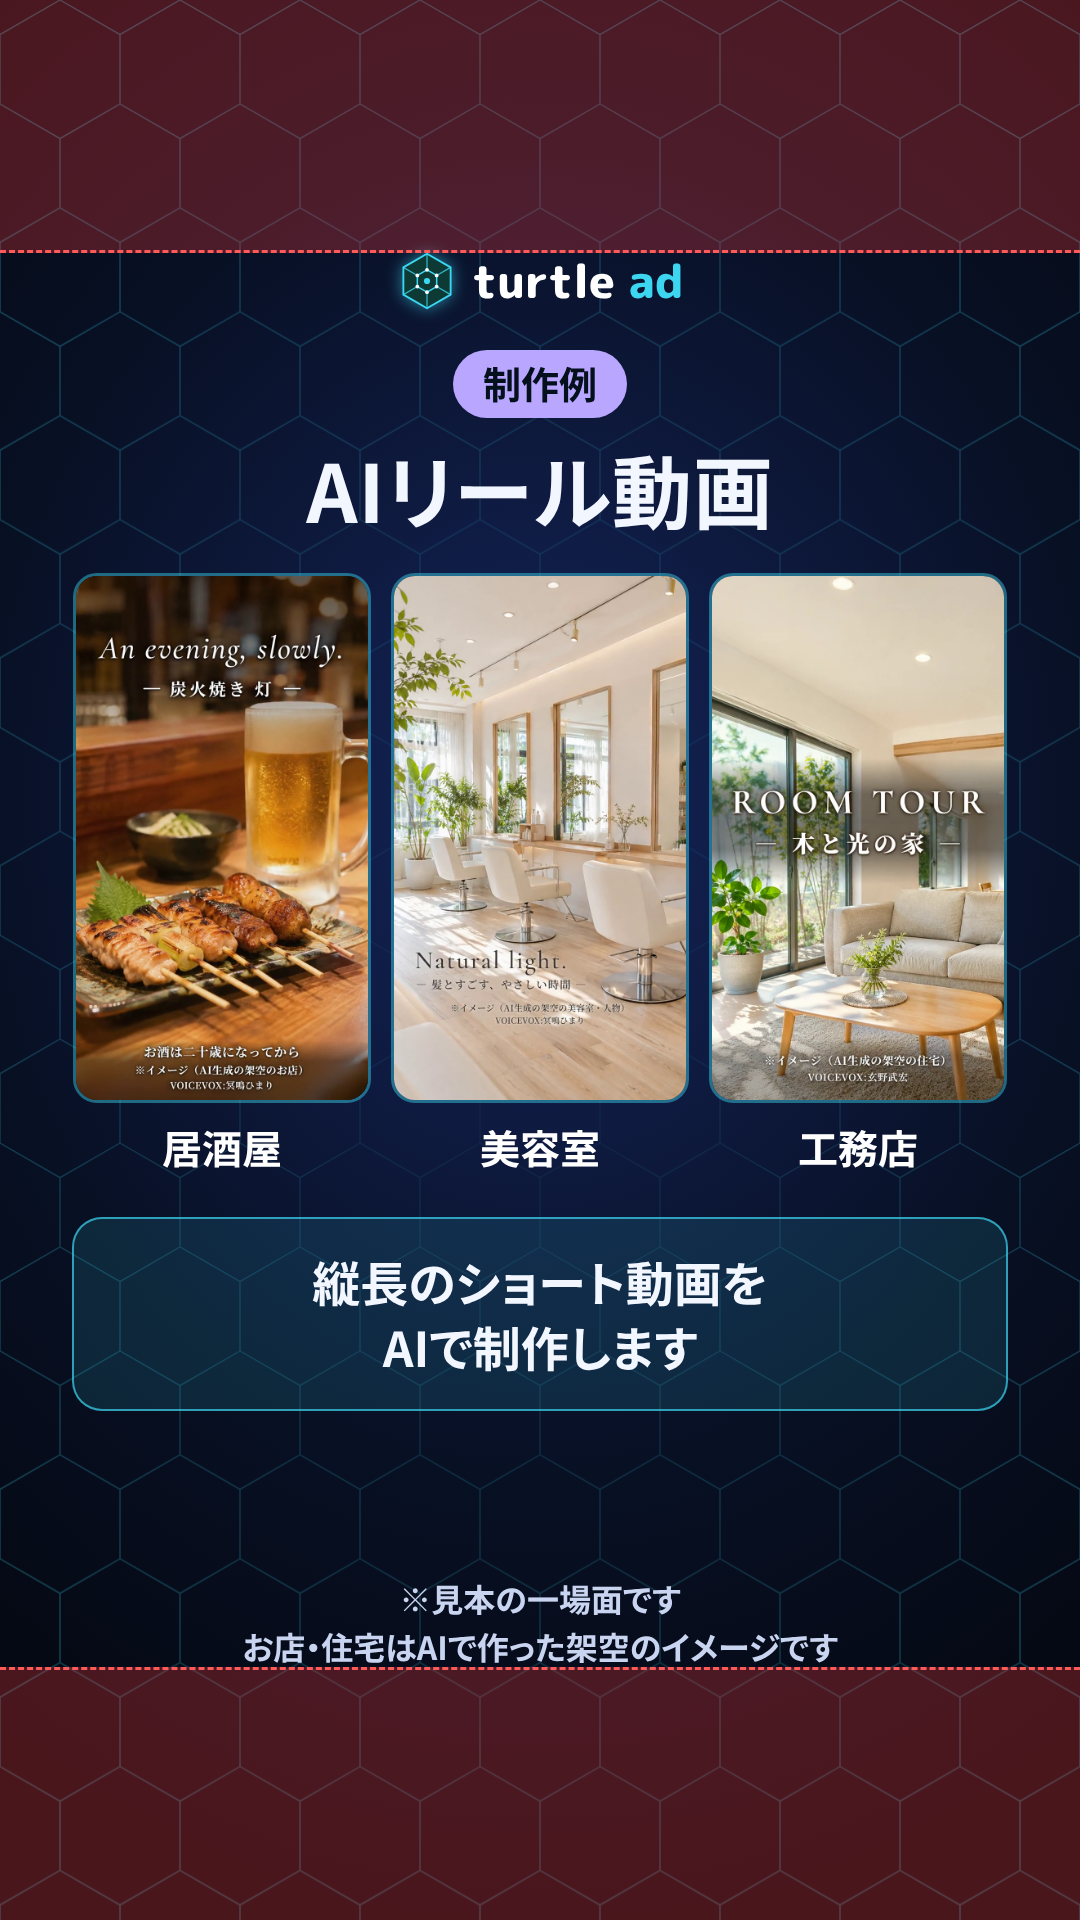 turtle ad
制作例
AIリール動画
An evening, slowly.
— 炭火焼き 灯 —
お酒は二十歳になってから
※イメージ（AI生成の架空のお店）
VOICEVOX:冥鳴ひまり
Natural light.
— 髪とすごす、やさしい時間 —
※イメージ（AI生成の架空の美容室・人物）
VOICEVOX:冥鳴ひまり
ROOM TOUR
— 木と光の家 —
※イメージ（AI生成の架空の住宅）
VOICEVOX:玄野武宏
居酒屋
美容室
工務店
縦長のショート動画を
AIで制作します
※見本の一場面です
お店・住宅はAIで作った架空のイメージです